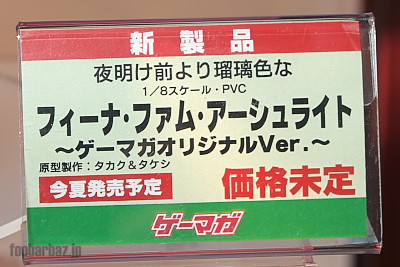 新製品
夜明け前より瑠璃色な
1/8スケール・PVC
フィーナ・ファム・アーシュライト
～ゲーマガオリジナルVer.～
原型製作：タカク&タケシ
今夏発売予定
価格未定
ゲーマガ
foobarbaz.jp